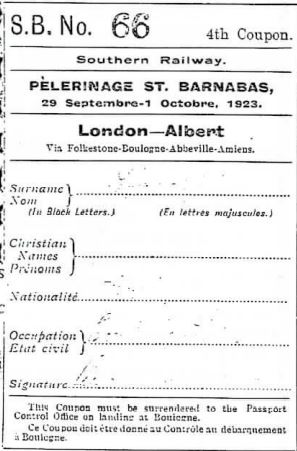 S.B. No. 66 4th Coupon.
Southern Railway.
PÈLERINAGE ST. BARNABAS,
29 Septembre-1 Octobre, 1923.
London—Albert
Via Folkestone-Boulogne-Abbeville-Amiens.
Surname
Nom
(In Block Letters.) (En lettres majuscules.)
Christian
Names
Prénoms
Nationalité
Occupation
Etat civil
Signature
This Coupon must be surrendered to the Passport
Control Office on landing at Boulogne.
Ce Coupon doit être donné au Contrôle au débarquement
à Boulogne.